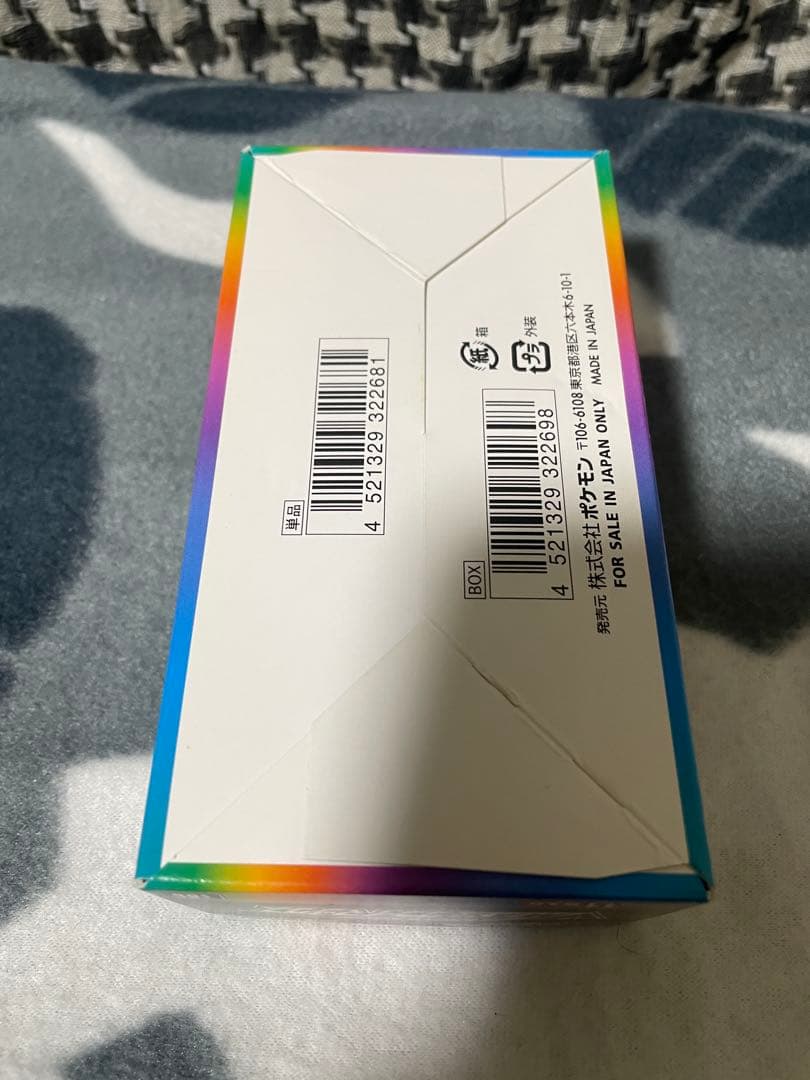 単品
4 521329 322681
BOX
4 521329 322698
紙 箱
プラ 外装
発売元 株式会社 ポケモン 〒106-6108 東京都港区六本木6-10-1
FOR SALE IN JAPAN ONLY MADE IN JAPAN